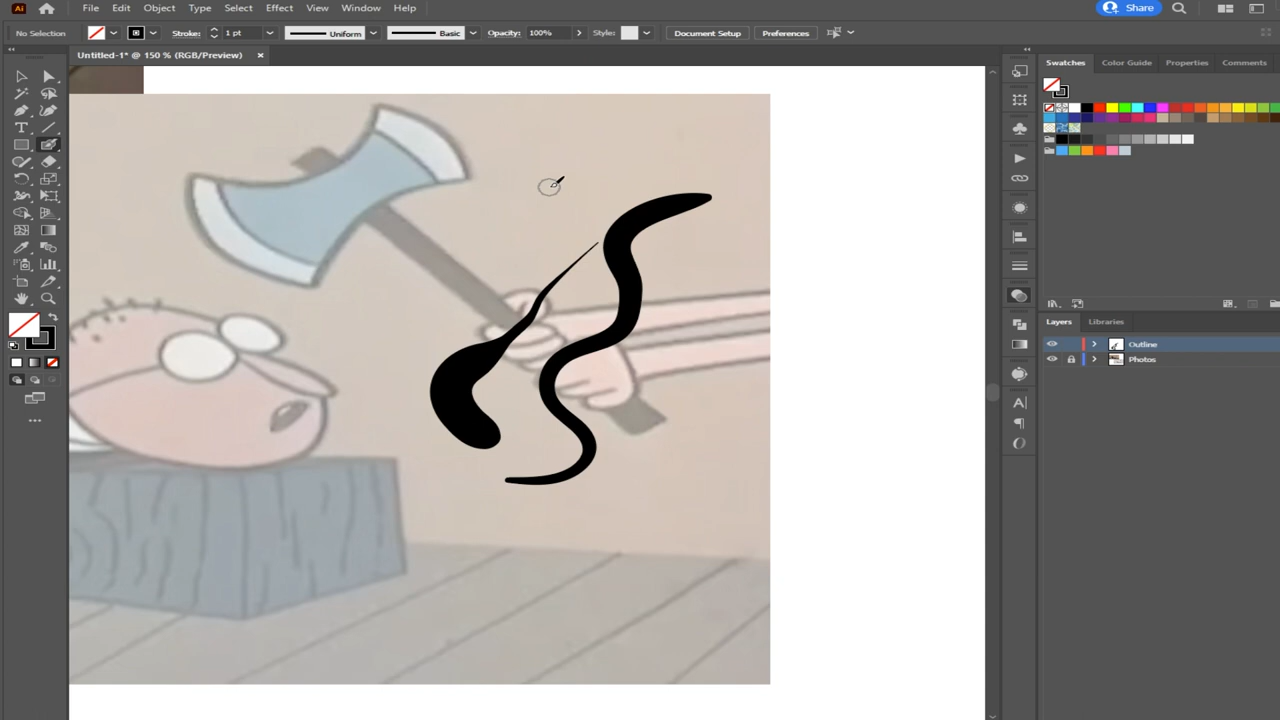 Ai File Edit Object Type Select Effect View Window Help Share
No Selection Stroke: 1 pt Uniform Basic Opacity: 100% Style: Document Setup Preferences
Untitled-1* @ 150 % (RGB/Preview) ×
Swatches Color Guide Properties Comments
Layers Libraries
Outline
Photos